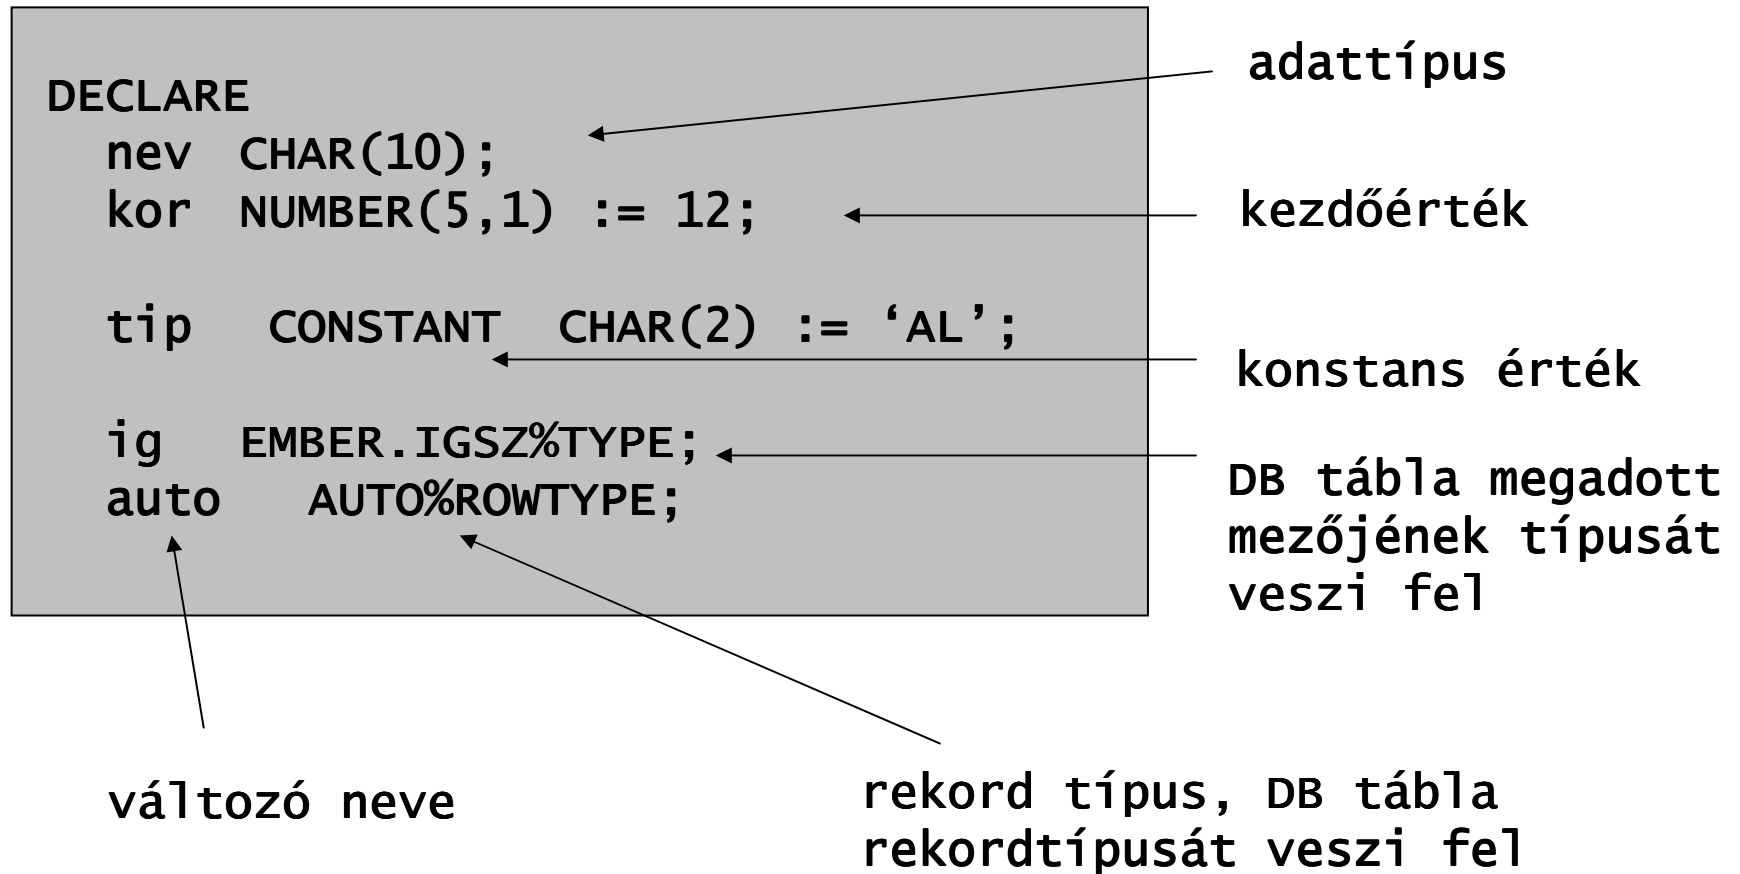 DECLARE
nev CHAR(10);
kor NUMBER(5,1) := 12;
tip CONSTANT CHAR(2) := ‘AL’;
ig EMBER.IGSZ%TYPE;
auto AUTO%ROWTYPE;
adattípus
kezdőérték
konstans érték
DB tábla megadott
mezőjének típusát
veszi fel
változó neve
rekord típus, DB tábla
rekordtípusát veszi fel